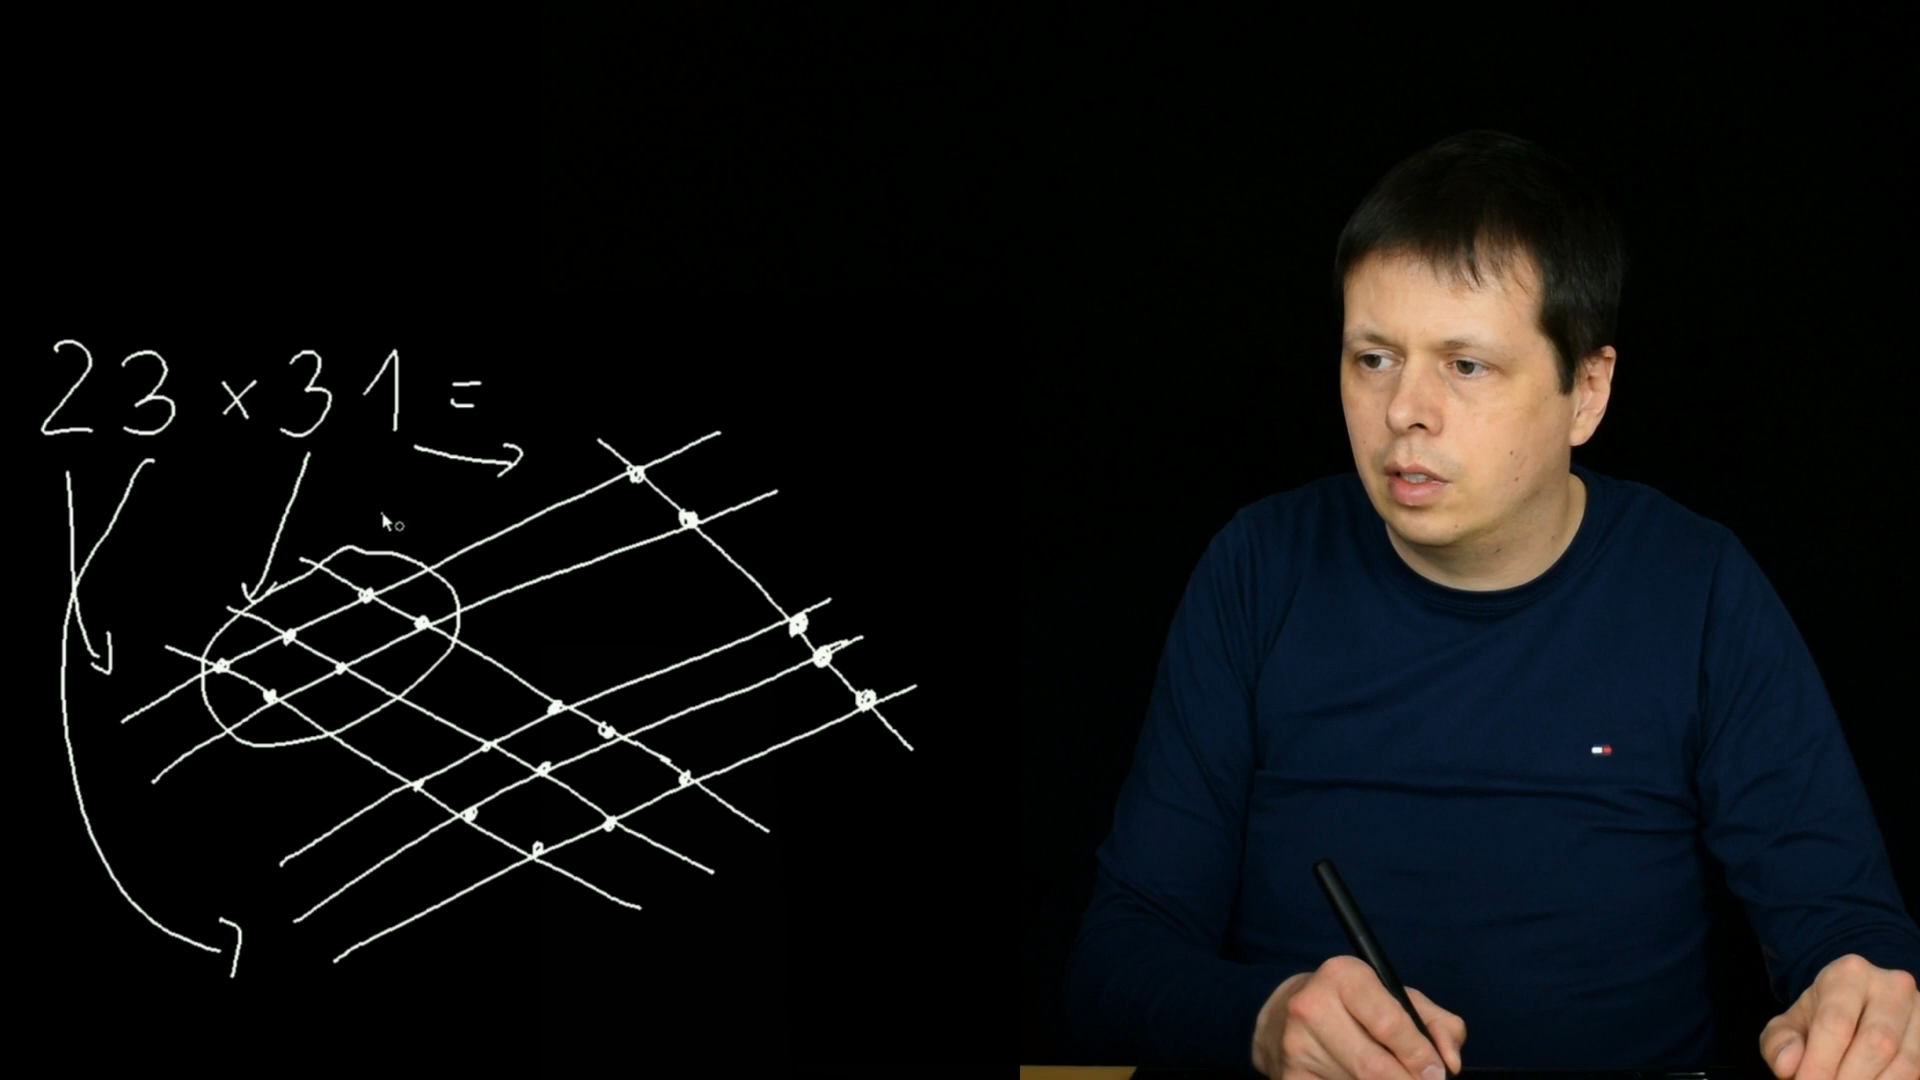 23 × 31 =